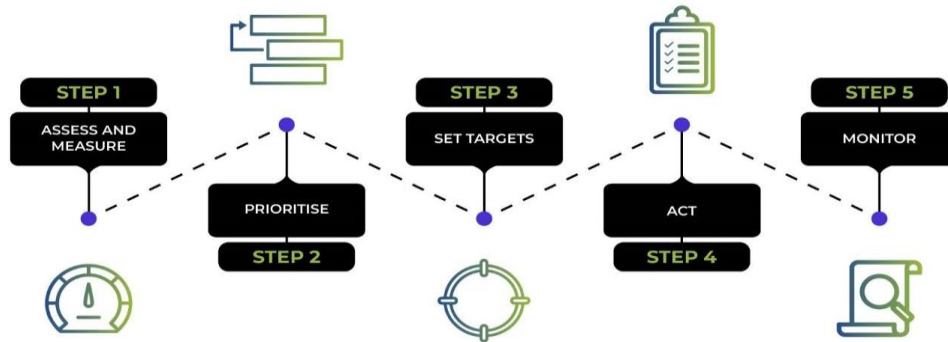 STEP 1
ASSESS AND
MEASURE
PRIORITISE
STEP 2
STEP 3
SET TARGETS
ACT
STEP 4
STEP 5
MONITOR